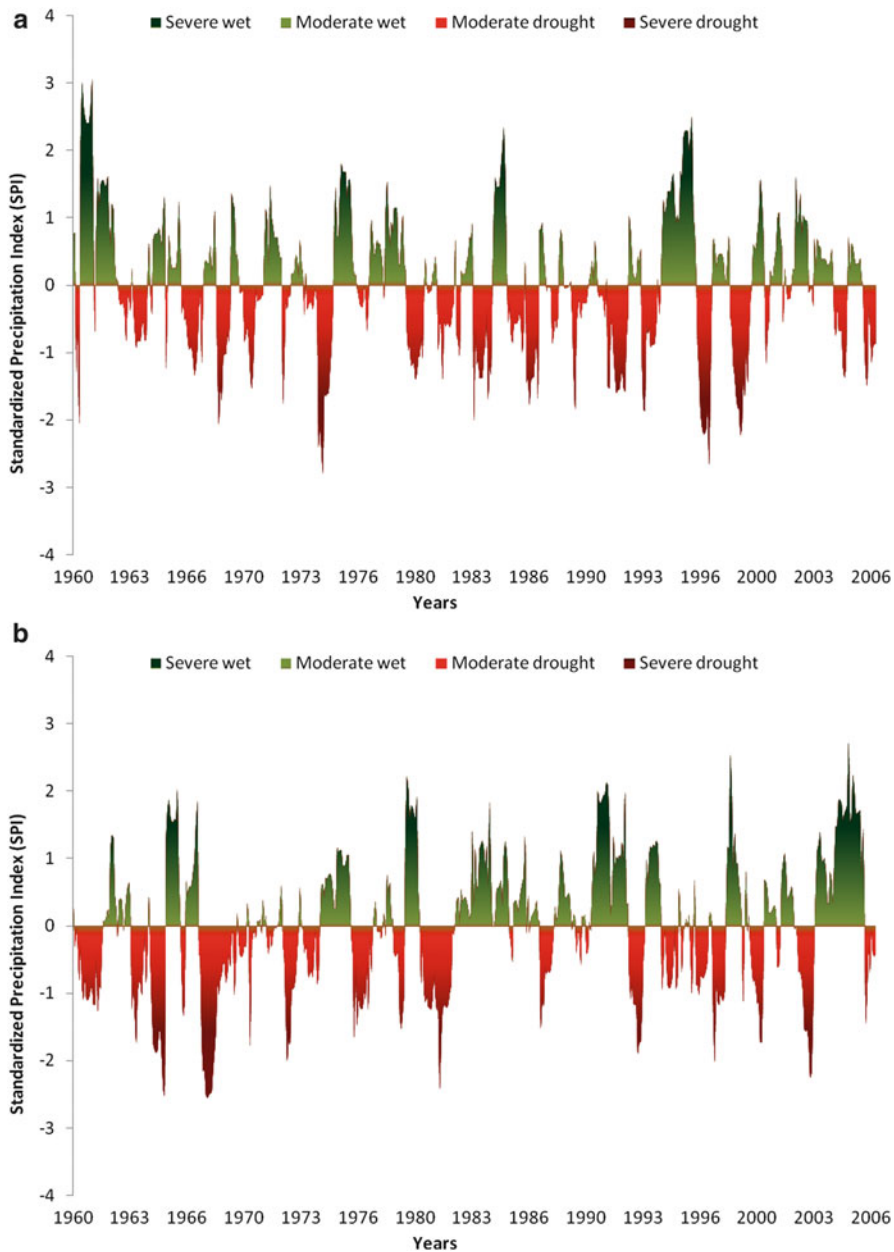 a
Severe wet Moderate wet Moderate drought Severe drought
4
3
2
1
0
-1
-2
-3
-4
Standardized Precipitation Index (SPI)
1960 1963 1966 1970 1973 1976 1980 1983 1986 1990 1993 1996 2000 2003 2006
Years
b
Severe wet Moderate wet Moderate drought Severe drought
4
3
2
1
0
-1
-2
-3
-4
Standardized Precipitation Index (SPI)
1960 1963 1966 1970 1973 1976 1980 1983 1986 1990 1993 1996 2000 2003 2006
Years